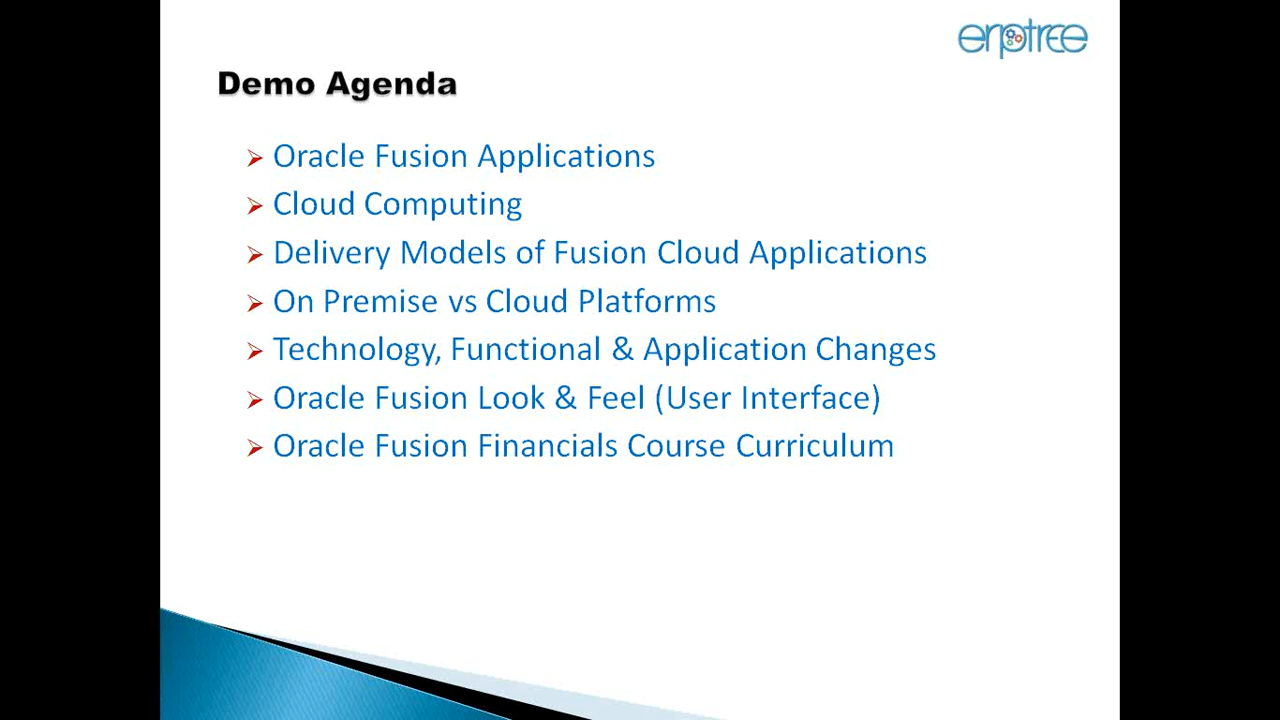 erptree
Demo Agenda
Oracle Fusion Applications
Cloud Computing
Delivery Models of Fusion Cloud Applications
On Premise vs Cloud Platforms
Technology, Functional & Application Changes
Oracle Fusion Look & Feel (User Interface)
Oracle Fusion Financials Course Curriculum